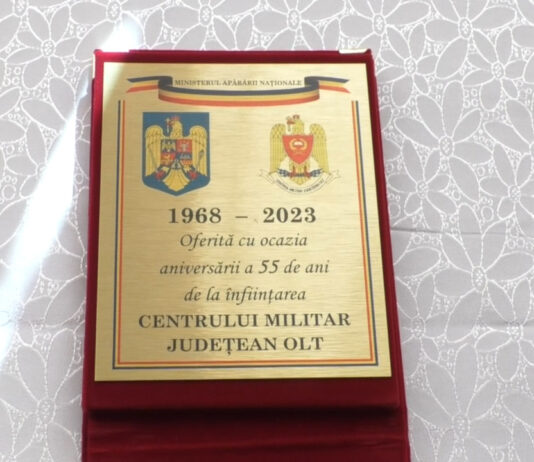 MINISTERUL APĂRĂRII NAȚIONALE
1968 – 2023
Oferită cu ocazia
aniversării a 55 de ani
de la înființarea
CENTRULUI MILITAR
JUDEȚEAN OLT